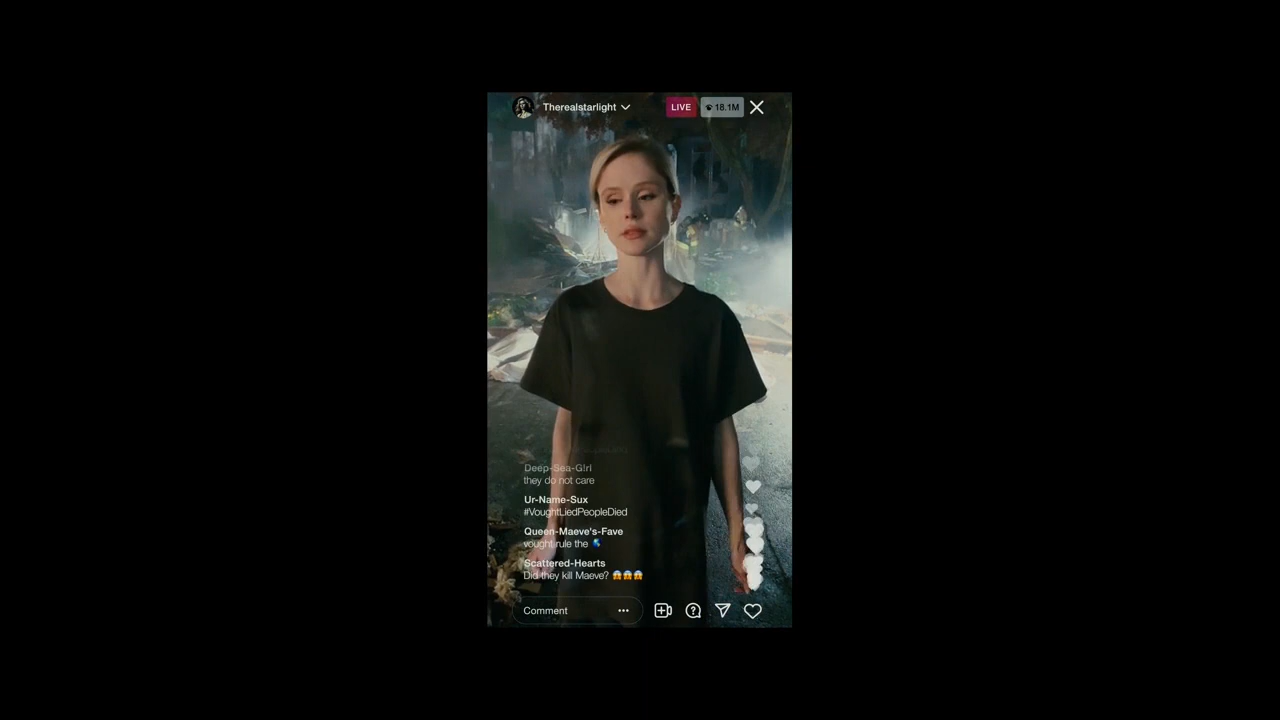 Therealstarlight
LIVE
18.1M
Deep-Sea-G!rl
they do not care
Ur-Name-Sux
#VoughtLiedPeopleDied
Queen-Maeve's-Fave
vought rule the 🌏
Scattered-Hearts
Did they kill Maeve? 😱😱😱
Comment